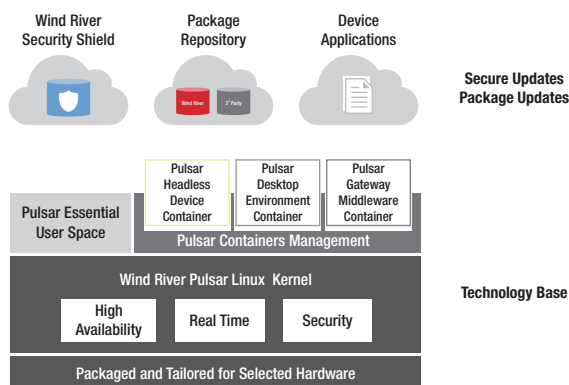 Wind River
Security Shield
Package
Repository
Device
Applications
Wind River
3rd Party
Secure Updates
Package Updates
Pulsar
Headless
Device
Container
Pulsar
Desktop
Environment
Container
Pulsar
Gateway
Middleware
Container
Pulsar Essential
User Space
Pulsar Containers Management
Wind River Pulsar Linux Kernel
High
Availability
Real Time
Security
Technology Base
Packaged and Tailored for Selected Hardware